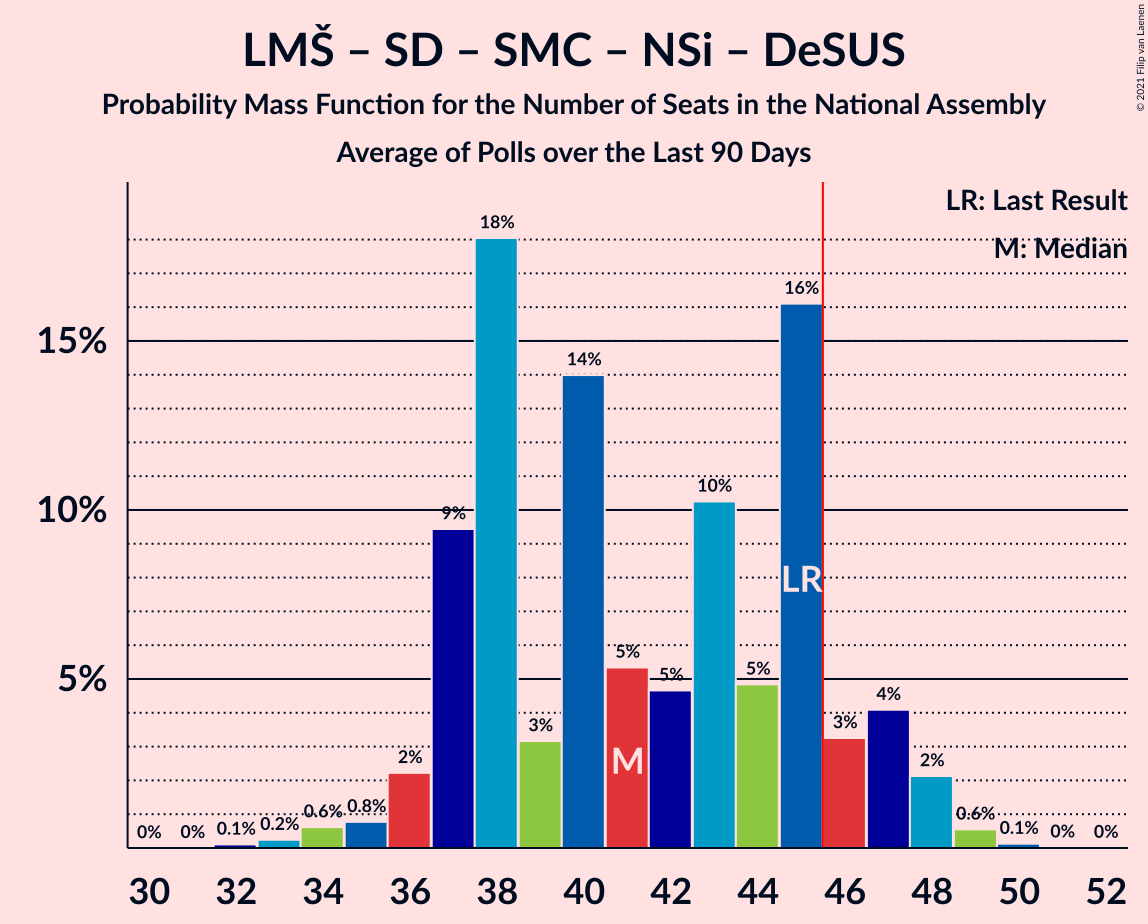 LMŠ – SD – SMC – NSi – DeSUS
Probability Mass Function for the Number of Seats in the National Assembly
Average of Polls over the Last 90 Days
© 2021 Filip van Laenen
LR: Last Result
M: Median
15%
10%
5%
0%
0%
0.1%
0.2%
0.6%
0.8%
2%
9%
18%
3%
14%
5%
5%
10%
5%
16%
3%
4%
2%
0.6%
0.1%
0%
0%
M
LR
30 32 34 36 38 40 42 44 46 48 50 52